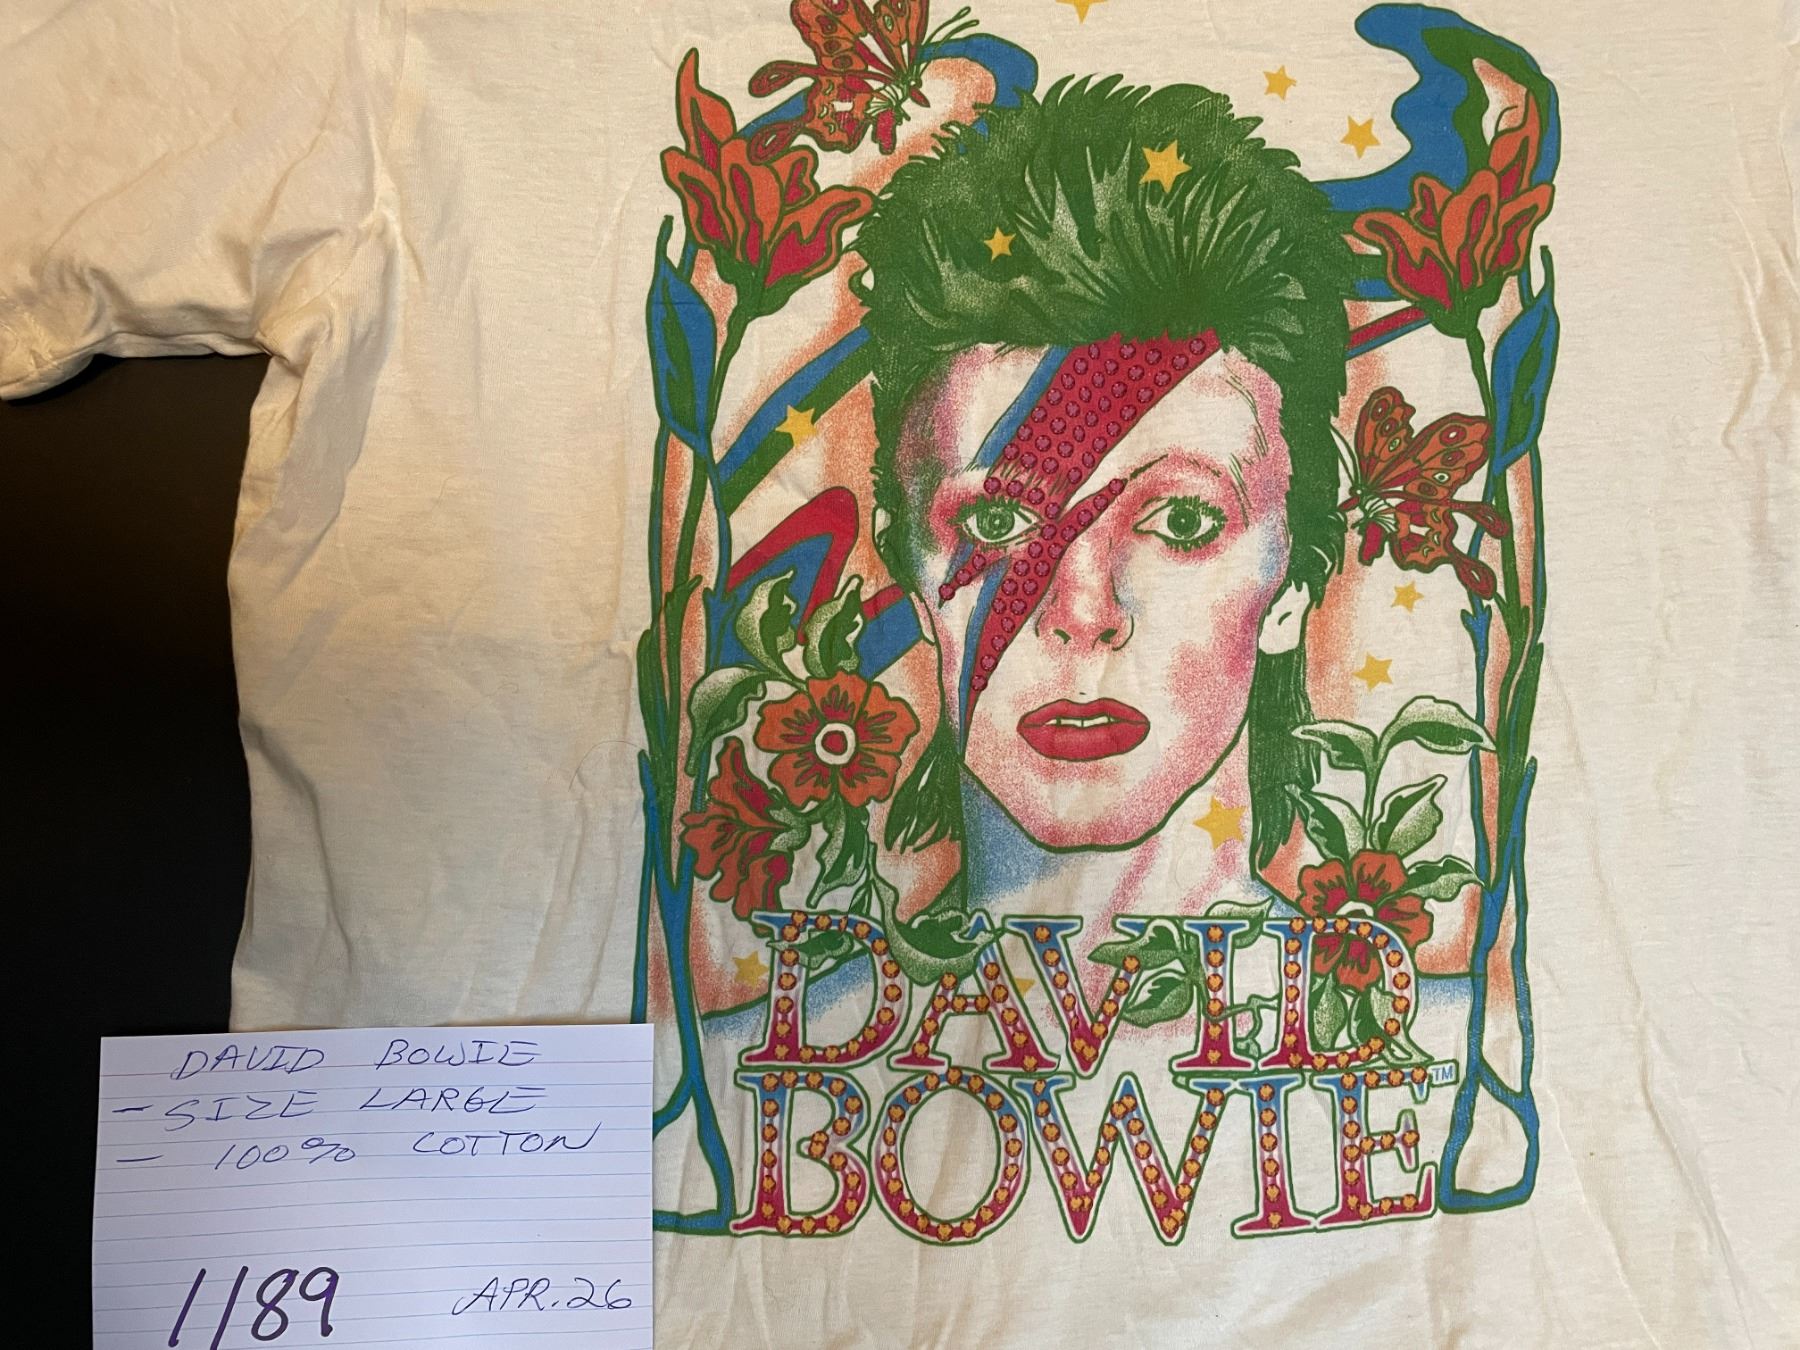 DAVID
BOWIE™
DAVID BOWIE
- SIZE LARGE
- 100% COTTON
1189 APR. 26